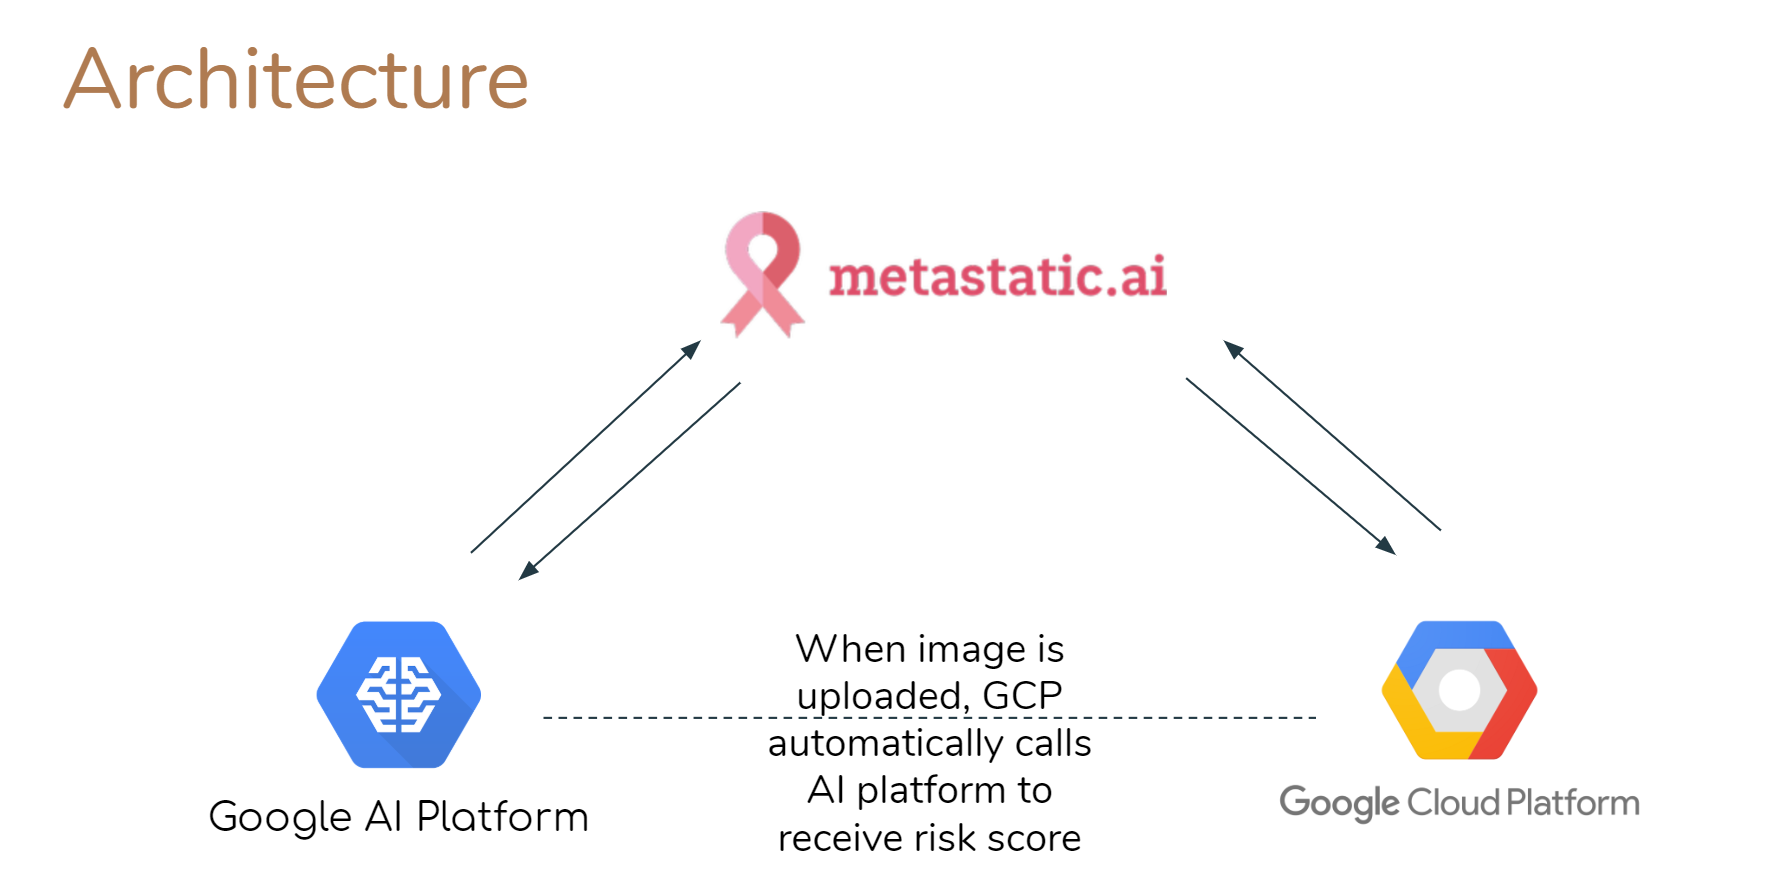 Architecture
metastatic.ai
When image is
uploaded, GCP
automatically calls
AI platform to
receive risk score
Google AI Platform
Google Cloud Platform